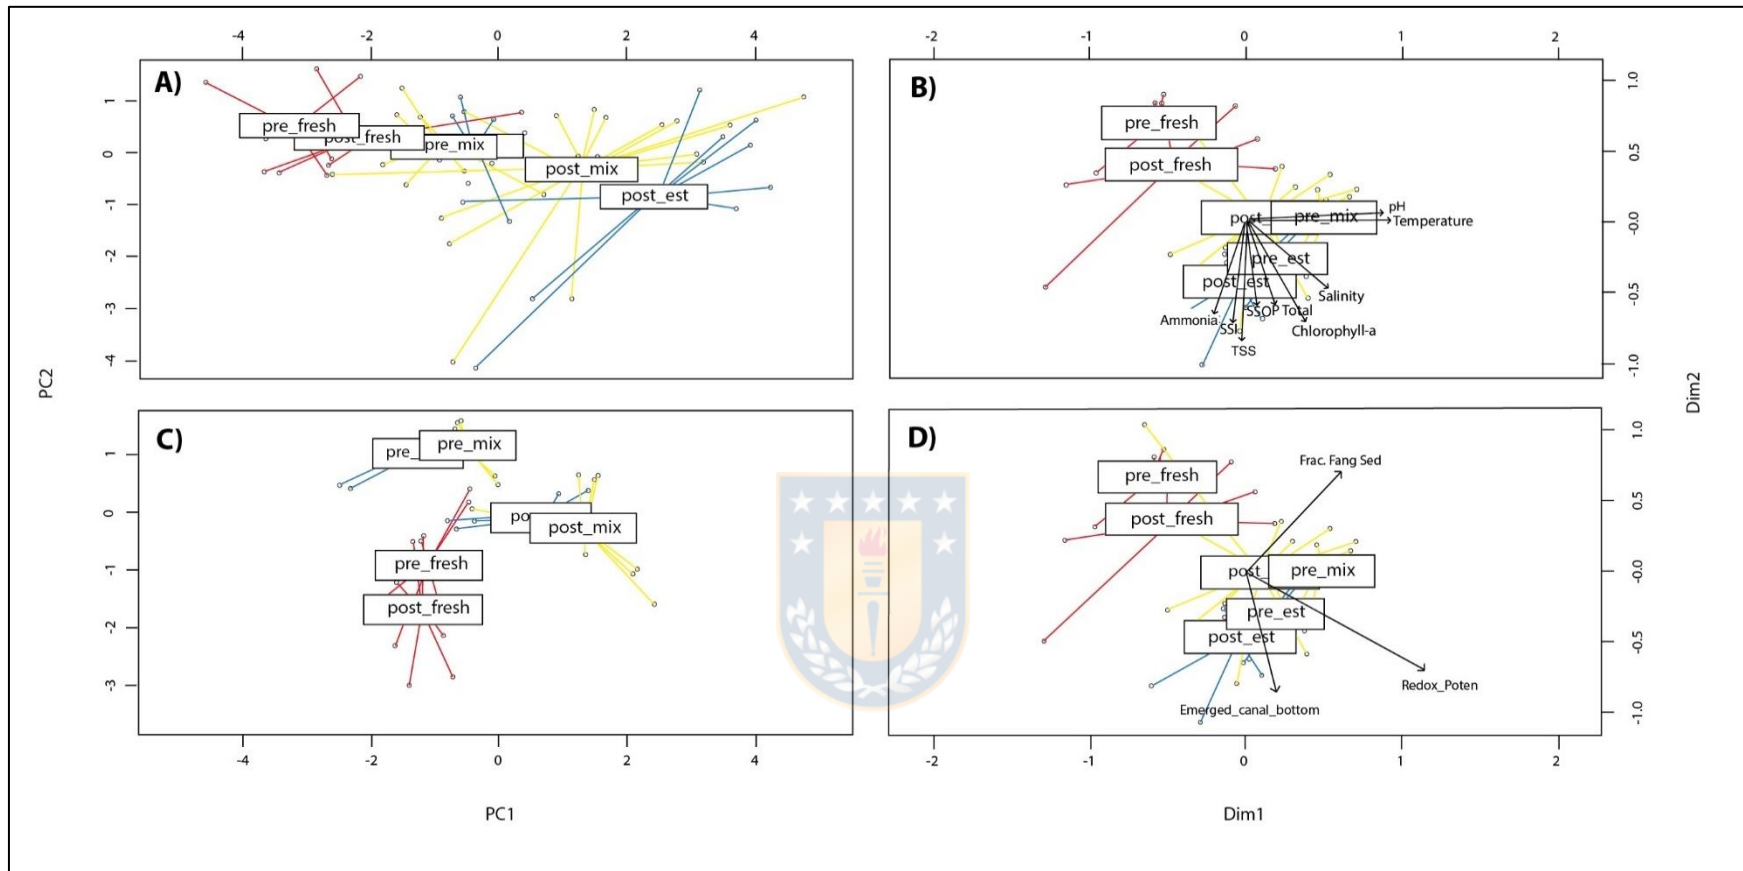 -4 -2 0 2 4
-2 -1 0 1 2
A)
pre_fresh
post_fresh
pre_mix
post_mix
post_est
1
0
-1
-2
-3
-4
PC2
B)
pre_fresh
post_fresh
post_
pre_mix
pre_est
post_est
pH
Temperature
Salinity
Chlorophyll-a
Total
SSOP
Ammonia
SSI
TSS
1.0
0.5
-0.0
-0.5
-1.0
Dim2
C)
pre_
pre_mix
po
post_mix
pre_fresh
post_fresh
1
0
-1
-2
-3
D)
pre_fresh
post_fresh
post_
pre_mix
pre_est
post_est
Frac. Fang Sed
Redox_Poten
Emerged_canal_bottom
1.0
0.5
-0.0
-0.5
-1.0
-4 -2 0 2 4
-2 -1 0 1 2
PC1
Dim1